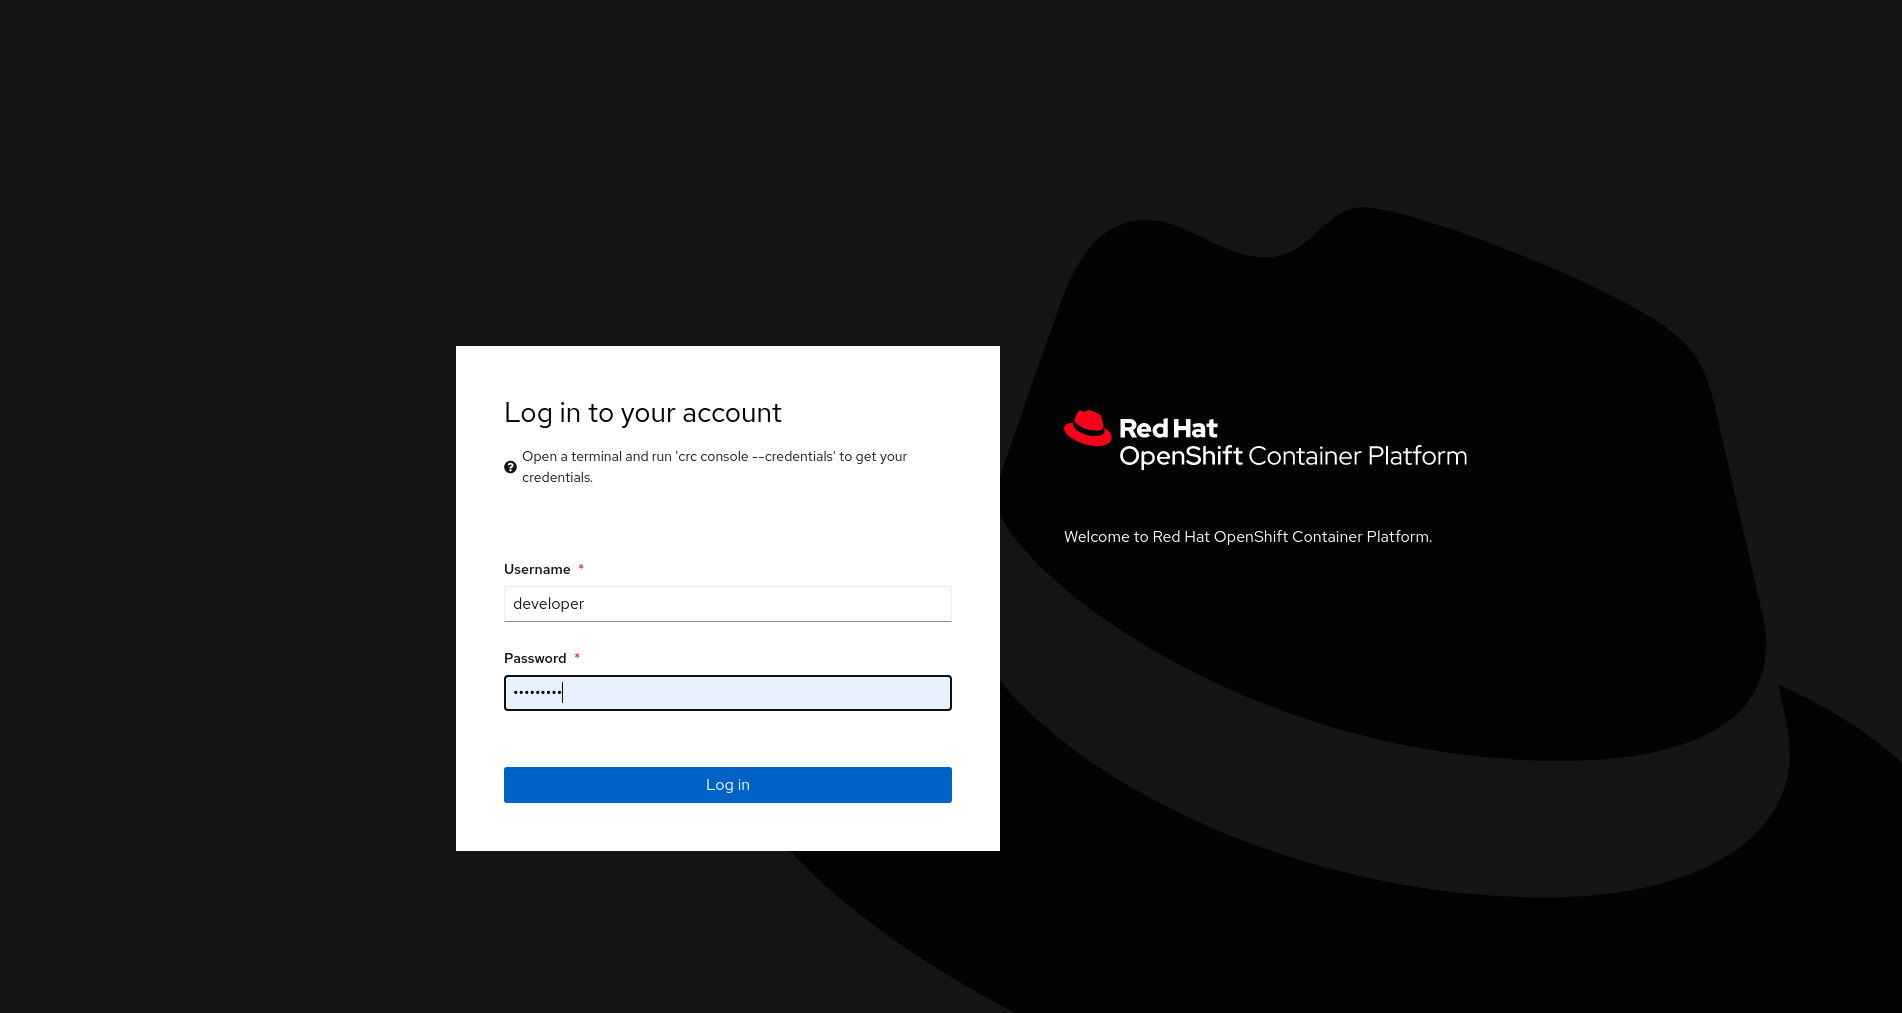 Log in to your account
Open a terminal and run 'crc console --credentials' to get your
credentials.
Username *
developer
Password *
•••••••••
Log in
Red Hat
OpenShift Container Platform
Welcome to Red Hat OpenShift Container Platform.